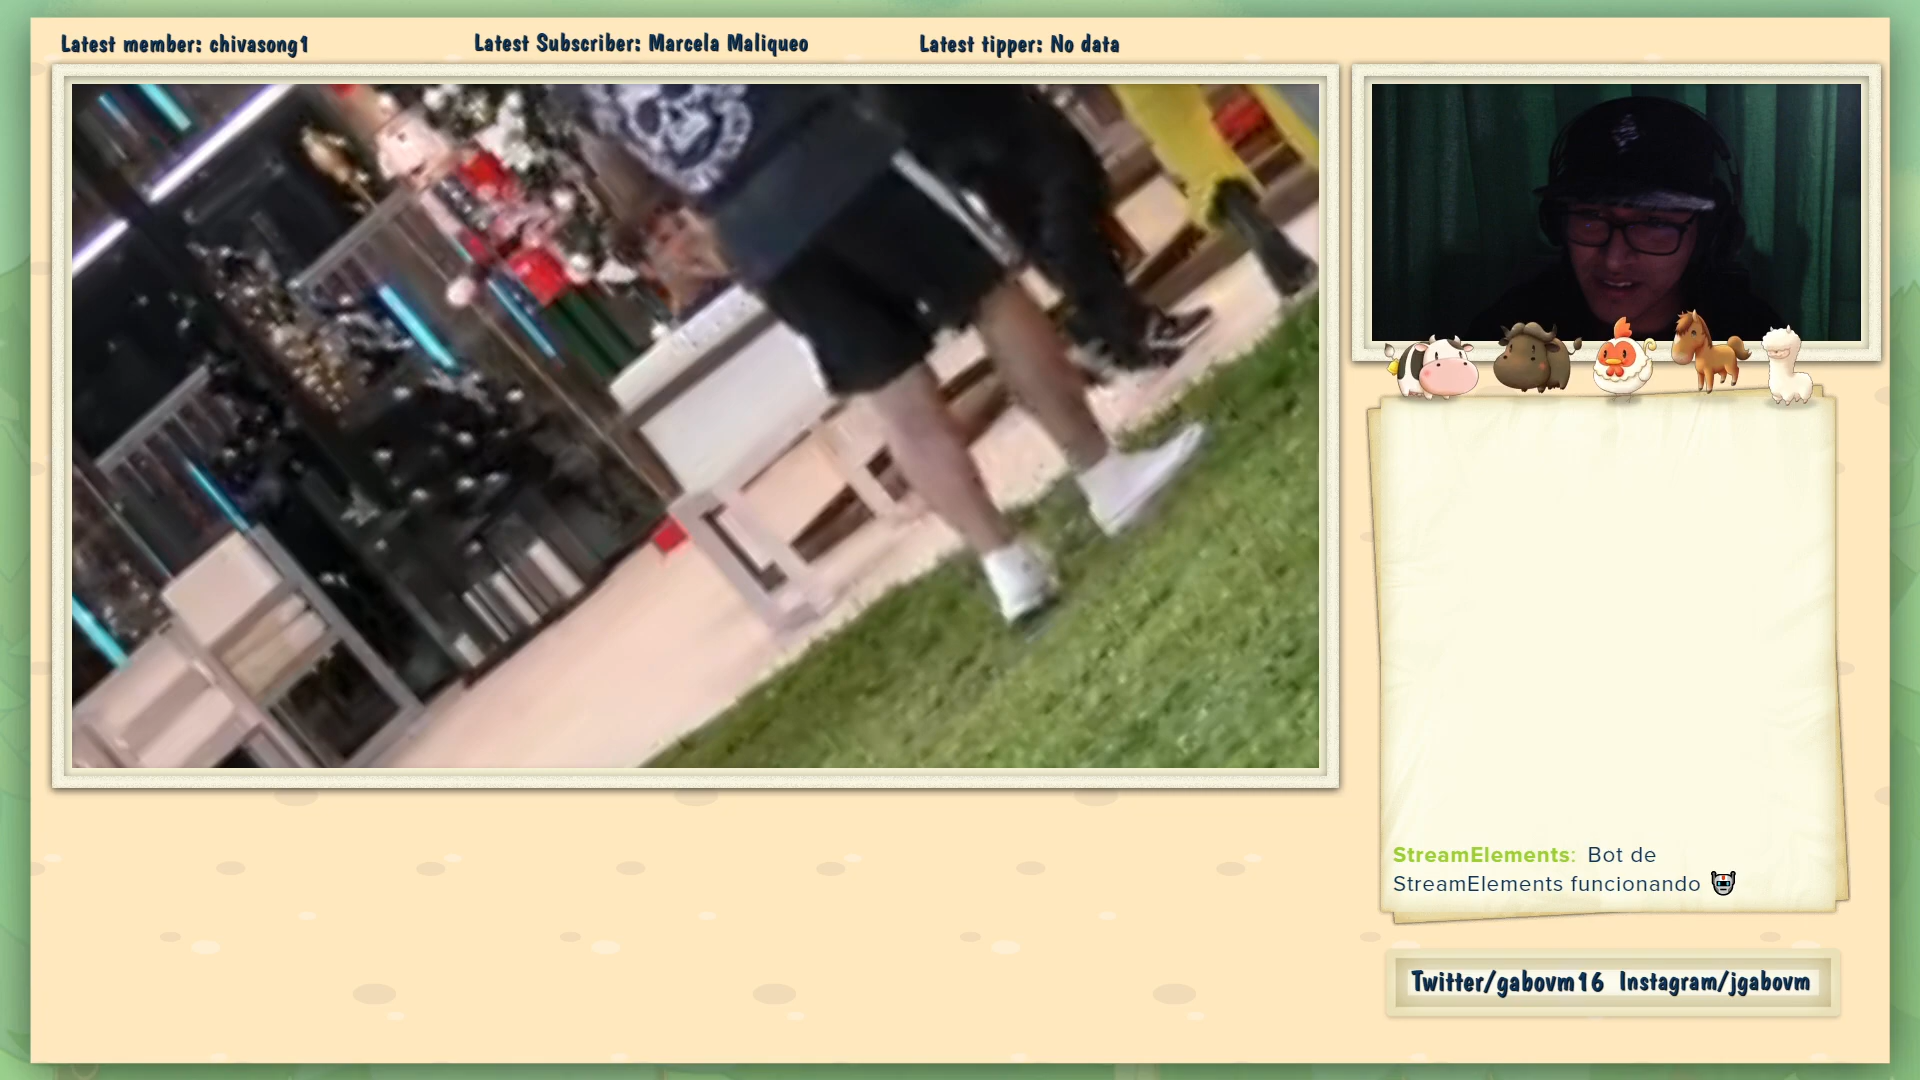 Latest member: chivasong1
Latest Subscriber: Marcela Maliqueo
Latest tipper: No data
StreamElements: Bot de
StreamElements funcionando
Twitter/gabovm16 Instagram/jgabovm